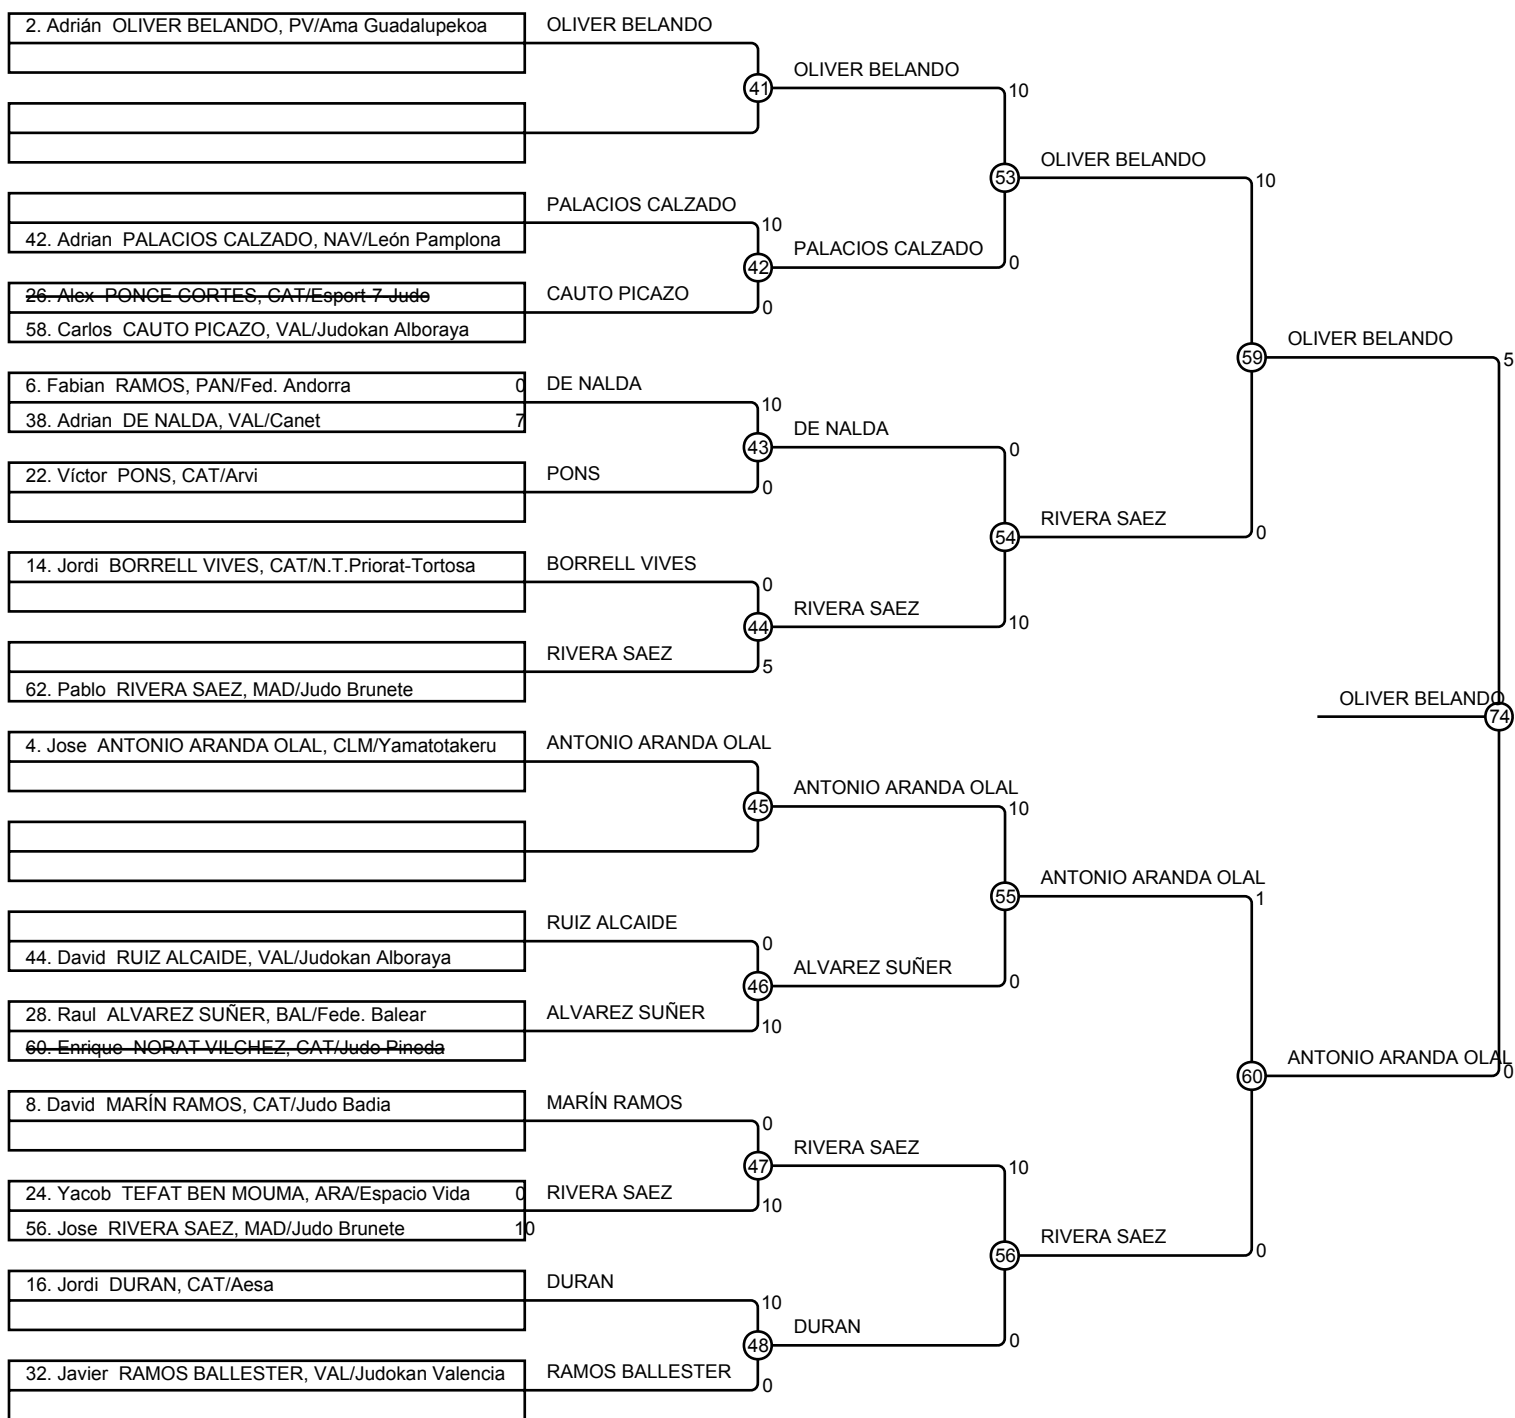 2. Adrián OLIVER BELANDO, PV/Ama Guadalupekoa
OLIVER BELANDO
41
OLIVER BELANDO
10
53
OLIVER BELANDO
10
PALACIOS CALZADO
10
42. Adrian PALACIOS CALZADO, NAV/León Pamplona
42
PALACIOS CALZADO
0
26. Alex PONCE CORTES, CAT/Esport 7 Judo
CAUTO PICAZO
0
58. Carlos CAUTO PICAZO, VAL/Judokan Alboraya
59
OLIVER BELANDO
5
6. Fabian RAMOS, PAN/Fed. Andorra 0
DE NALDA
10
38. Adrian DE NALDA, VAL/Canet 7
43
DE NALDA
0
22. Víctor PONS, CAT/Arvi
PONS
0
54
RIVERA SAEZ
0
14. Jordi BORRELL VIVES, CAT/N.T.Priorat-Tortosa
BORRELL VIVES
0
44
RIVERA SAEZ
10
RIVERA SAEZ
5
62. Pablo RIVERA SAEZ, MAD/Judo Brunete
OLIVER BELANDO
74
4. Jose ANTONIO ARANDA OLAL, CLM/Yamatotakeru
ANTONIO ARANDA OLAL
45
ANTONIO ARANDA OLAL
10
55
ANTONIO ARANDA OLAL
1
RUIZ ALCAIDE
0
44. David RUIZ ALCAIDE, VAL/Judokan Alboraya
46
ALVAREZ SUÑER
0
28. Raul ALVAREZ SUÑER, BAL/Fede. Balear
ALVAREZ SUÑER
10
60. Enrique NORAT VILCHEZ, CAT/Judo Pineda
60
ANTONIO ARANDA OLAL
0
8. David MARÍN RAMOS, CAT/Judo Badia
MARÍN RAMOS
0
47
RIVERA SAEZ
10
24. Yacob TEFAT BEN MOUMA, ARA/Espacio Vida 0
RIVERA SAEZ
10
56. Jose RIVERA SAEZ, MAD/Judo Brunete 10
56
RIVERA SAEZ
0
16. Jordi DURAN, CAT/Aesa
DURAN
10
48
DURAN
0
32. Javier RAMOS BALLESTER, VAL/Judokan Valencia
RAMOS BALLESTER
0